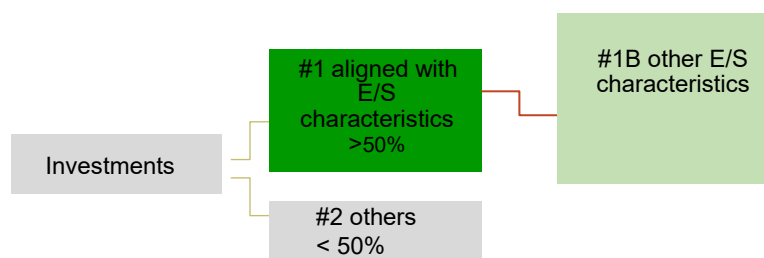 Investments
#1 aligned with
E/S
characteristics
>50%
#2 others
< 50%
#1B other E/S
characteristics